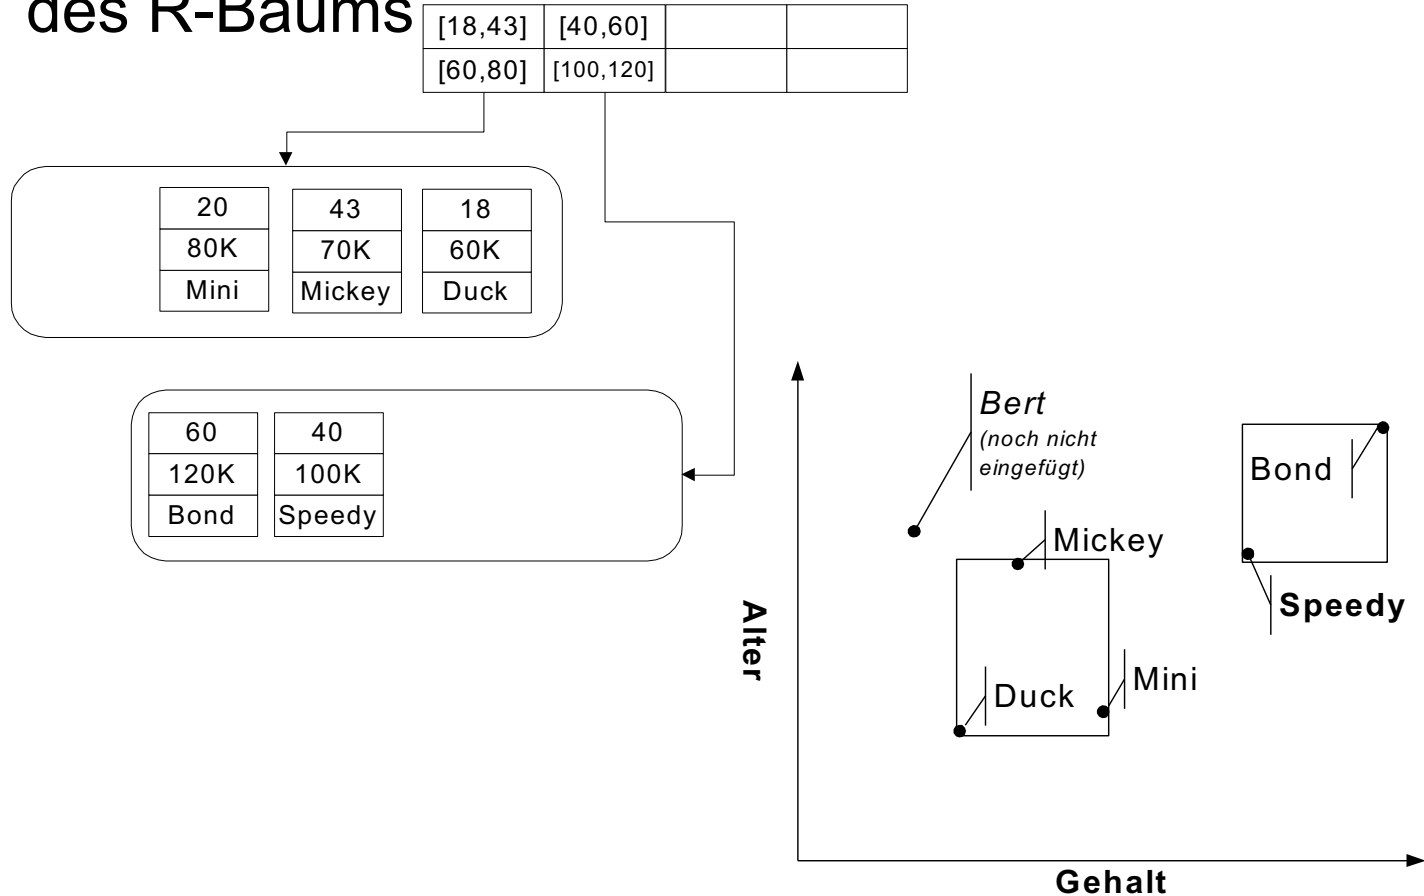 des R-Baums
[18,43] [40,60]
[60,80] [100,120]
20 43 18
80K 70K 60K
Mini Mickey Duck
60 40
120K 100K
Bond Speedy
Bert
(noch nicht
eingefügt)
Bond
Mickey
Speedy
Alter
Mini
Duck
Gehalt